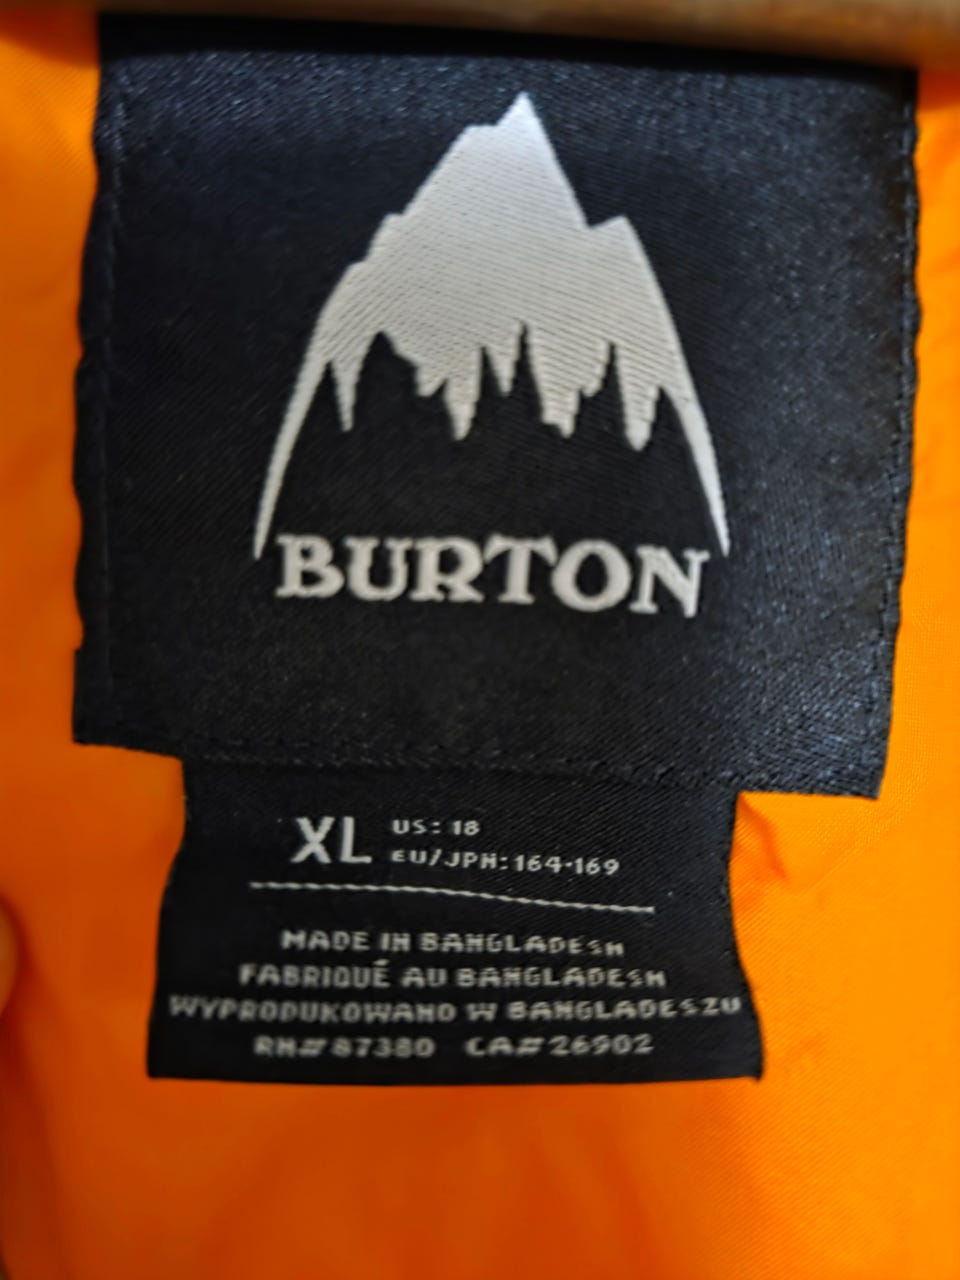 BURTON
XL US: 18
EU/JPN: 164-169
MADE IN BANGLADESH
FABRIQUÉ AU BANGLADESH
WYPRODUKOWANO W BANGLADESZU
RN# 87380 CA# 26902